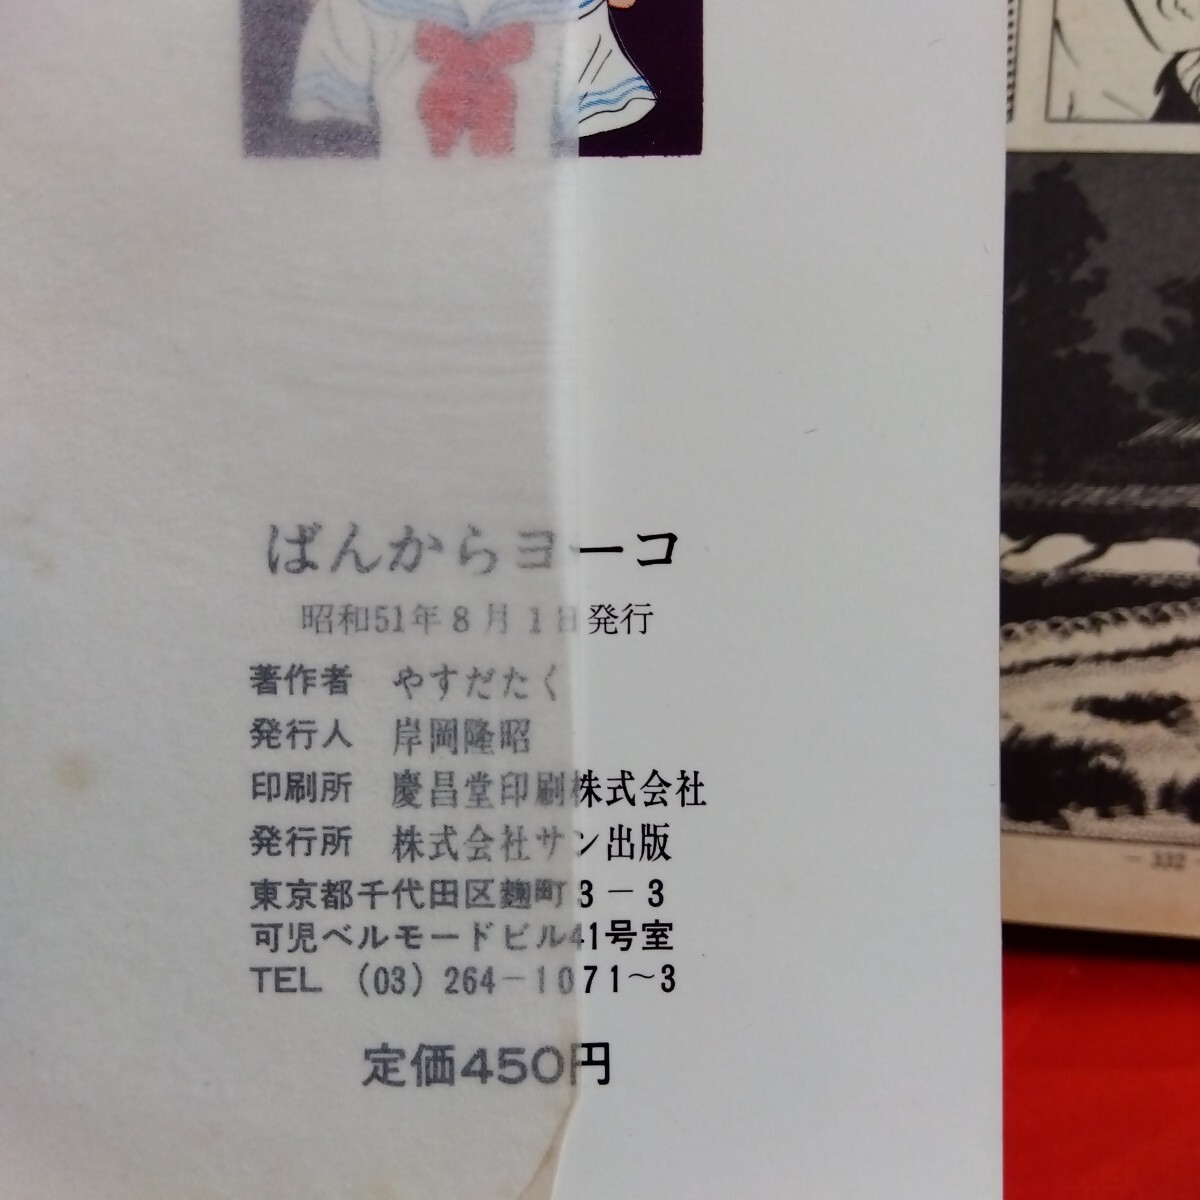 ばんからヨーコ
昭和51年8月1日発行
著作者 やすだたく
発行人 岸岡隆昭
印刷所 慶昌堂印刷株式会社
発行所 株式会社サン出版
東京都千代田区麹町3-3
可児ベルモードビル41号室
TEL (03)264-1071〜3
定価450円
- 332